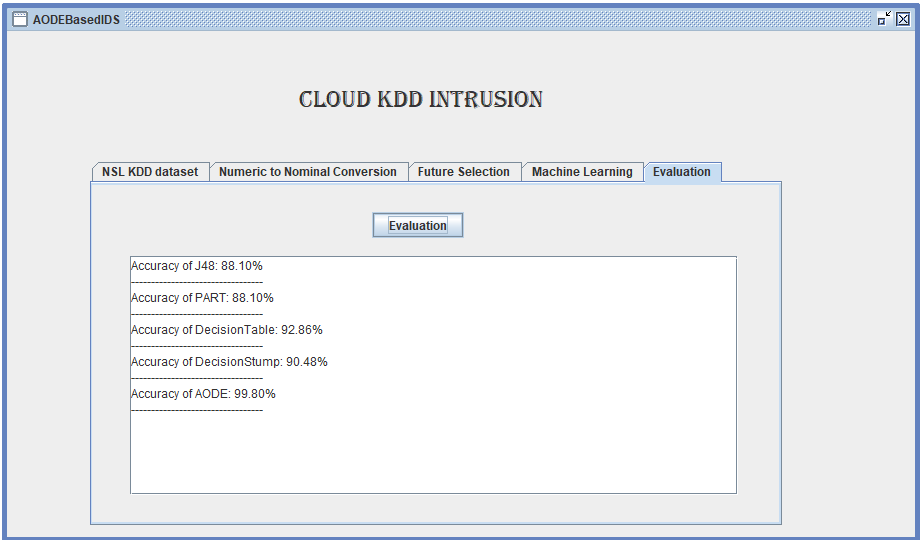 AODEBasedIDS
CLOUD KDD INTRUSION
NSL KDD dataset Numeric to Nominal Conversion Future Selection Machine Learning Evaluation
Evaluation
Accuracy of J48: 88.10%
---------------------------------
Accuracy of PART: 88.10%
---------------------------------
Accuracy of DecisionTable: 92.86%
---------------------------------
Accuracy of DecisionStump: 90.48%
---------------------------------
Accuracy of AODE: 99.80%
---------------------------------